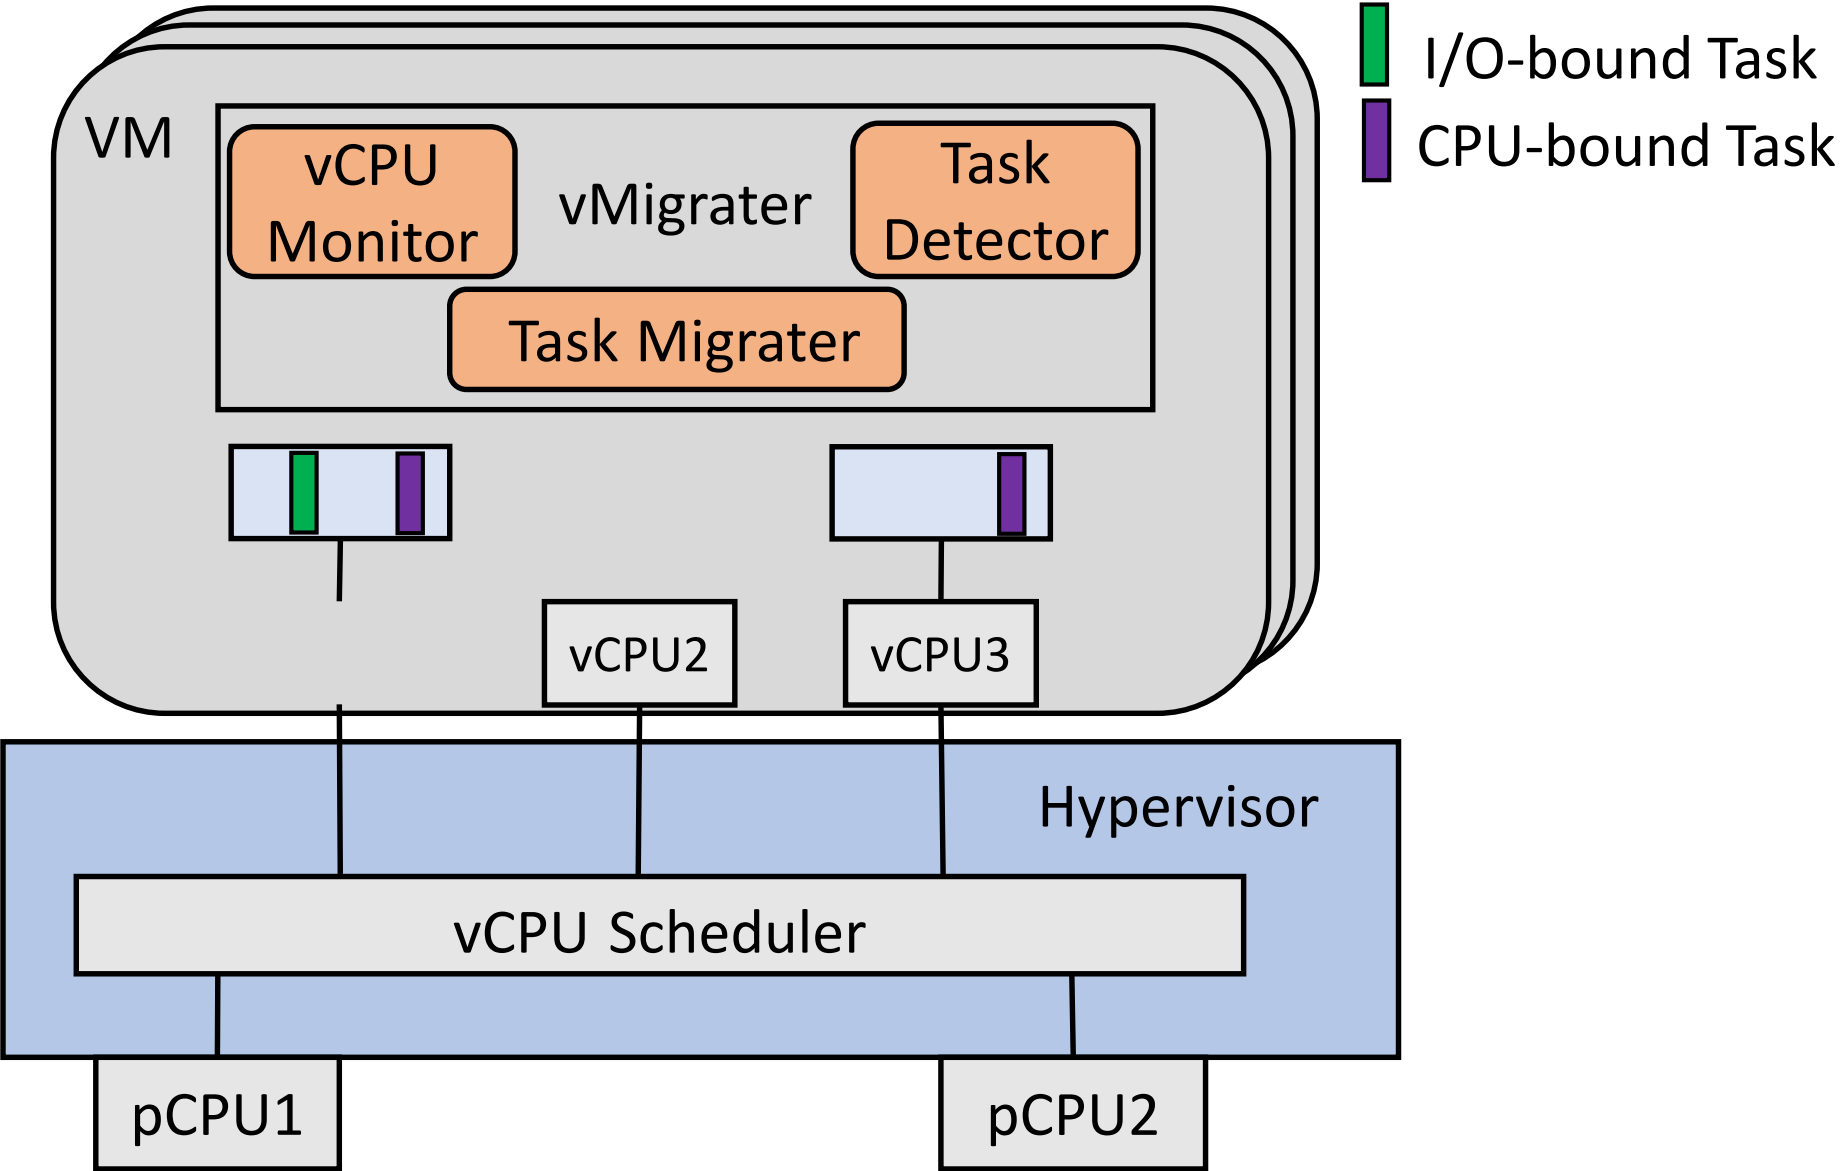 I/O-bound Task
CPU-bound Task
VM
vCPU
Monitor
vMigrater
Task
Detector
Task Migrater
vCPU2
vCPU3
Hypervisor
vCPU Scheduler
pCPU1
pCPU2